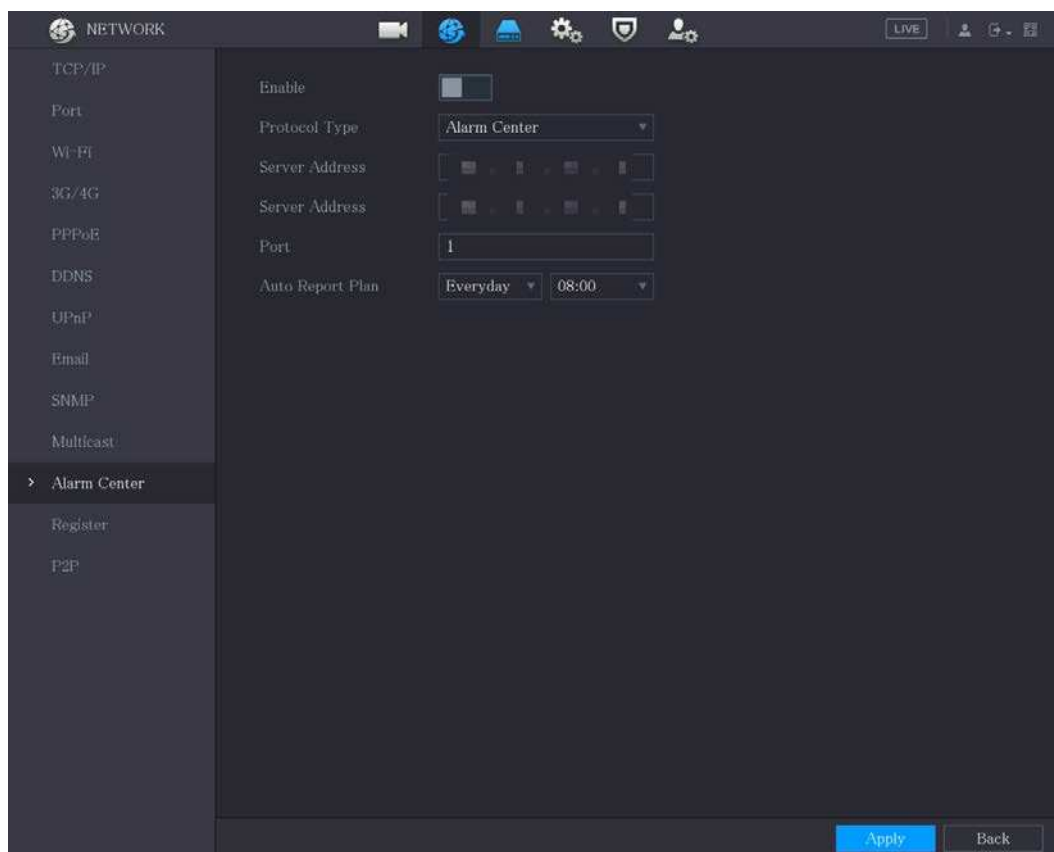 NETWORK
LIVE
TCP/IP
Port
Wi-Fi
3G/4G
PPPoE
DDNS
UPnP
Email
SNMP
Multicast
Alarm Center
Register
P2P
Enable
Protocol Type Alarm Center
Server Address
Server Address
Port 1
Auto Report Plan Everyday 08:00
Apply Back